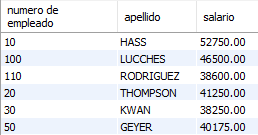 numero de empleado apellido salario
10 HASS 52750.00
100 LUCCHES 46500.00
110 RODRIGUEZ 38600.00
20 THOMPSON 41250.00
30 KWAN 38250.00
50 GEYER 40175.00